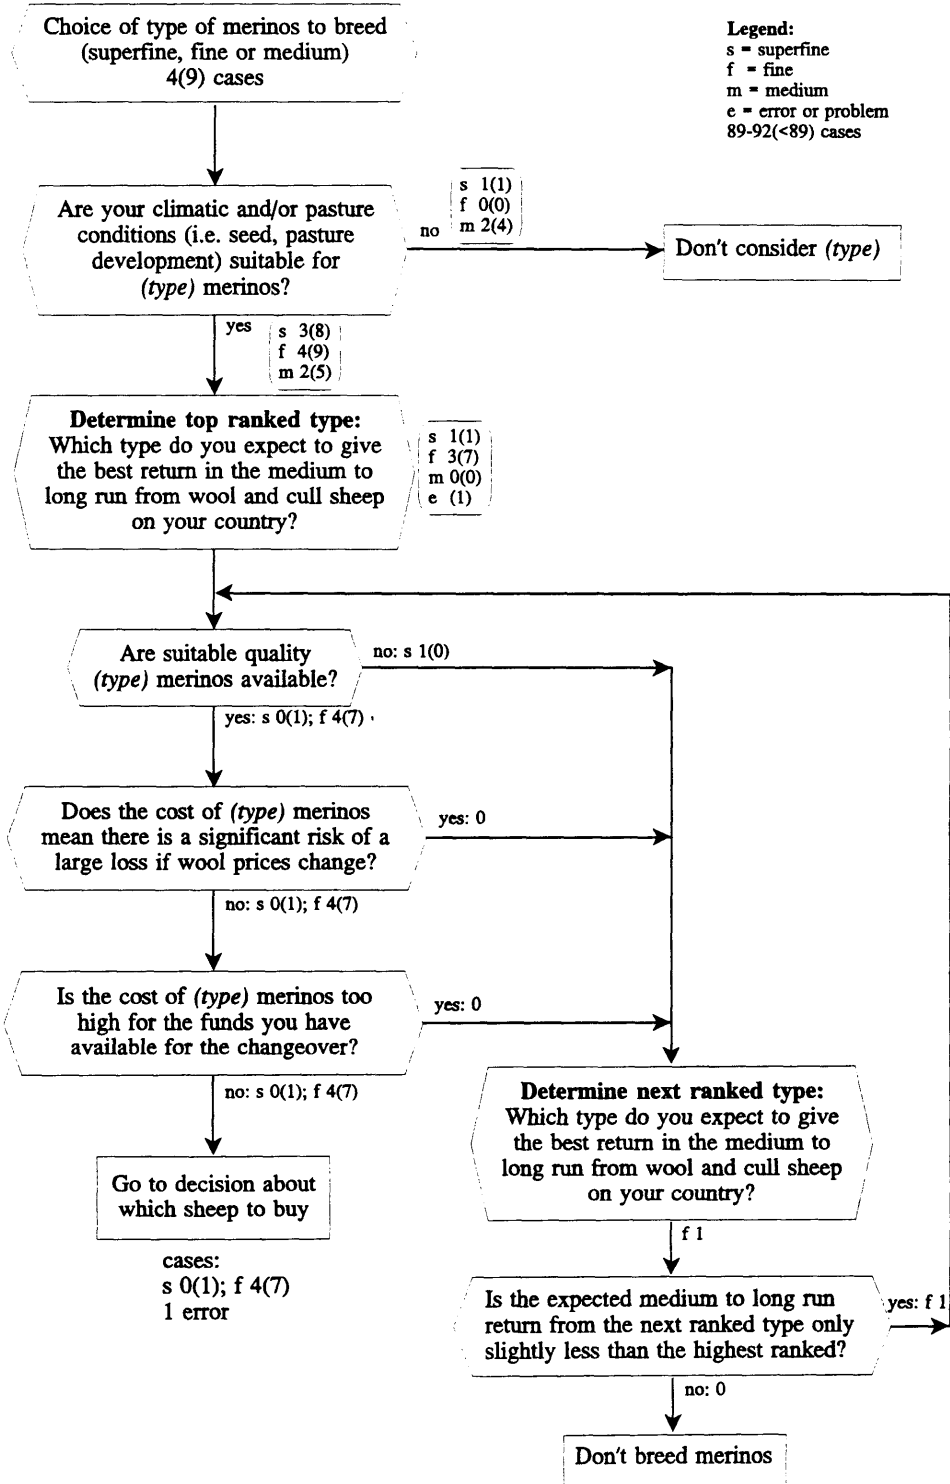 Choice of type of merinos to breed
(superfine, fine or medium)
4(9) cases
Legend:
s = superfine
f = fine
m = medium
e = error or problem
89-92(<89) cases
Are your climatic and/or pasture
conditions (i.e. seed, pasture
development) suitable for
(type) merinos?
no
s 1(1)
f 0(0)
m 2(4)
Don't consider (type)
yes
s 3(8)
f 4(9)
m 2(5)
Determine top ranked type:
Which type do you expect to give
the best return in the medium to
long run from wool and cull sheep
on your country?
s 1(1)
f 3(7)
m 0(0)
e (1)
Are suitable quality
(type) merinos available?
no: s 1(0)
yes: s 0(1); f 4(7)
Does the cost of (type) merinos
mean there is a significant risk of a
large loss if wool prices change?
yes: 0
no: s 0(1); f 4(7)
Is the cost of (type) merinos too
high for the funds you have
available for the changeover?
yes: 0
no: s 0(1); f 4(7)
Go to decision about
which sheep to buy
cases:
s 0(1); f 4(7)
1 error
Determine next ranked type:
Which type do you expect to give
the best return in the medium to
long run from wool and cull sheep
on your country?
f 1
Is the expected medium to long run
return from the next ranked type only
slightly less than the highest ranked?
yes: f 1
no: 0
Don't breed merinos